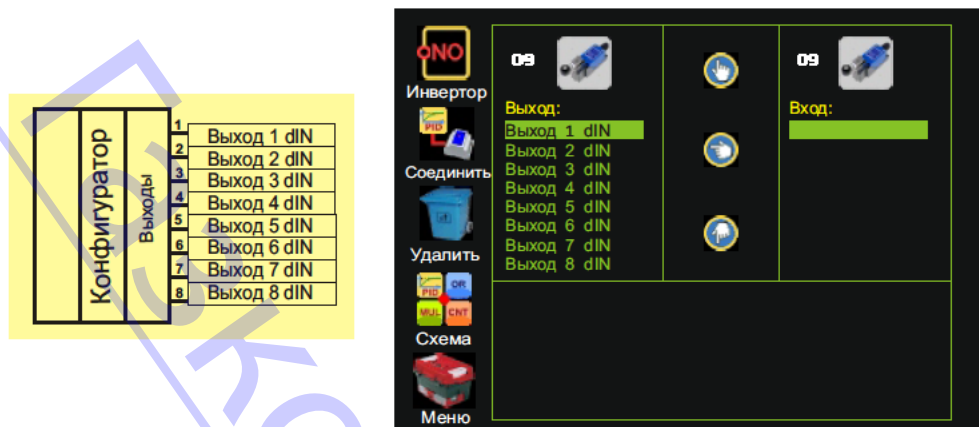 Конфигуратор
Выходы
1 Выход 1 dIN
2 Выход 2 dIN
3 Выход 3 dIN
4 Выход 4 dIN
5 Выход 5 dIN
6 Выход 6 dIN
7 Выход 7 dIN
8 Выход 8 dIN
NO
Инвертор
PID
Соединить
Удалить
PID OR
MUL CNT
Схема
Меню
09
Выход:
Выход 1 dIN
Выход 2 dIN
Выход 3 dIN
Выход 4 dIN
Выход 5 dIN
Выход 6 dIN
Выход 7 dIN
Выход 8 dIN
09
Вход: